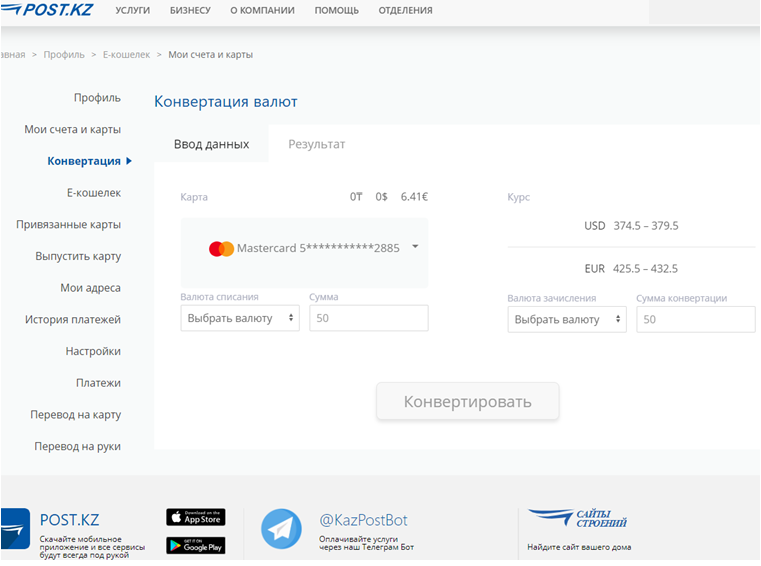 POST.KZ
УСЛУГИ БИЗНЕСУ О КОМПАНИИ ПОМОЩЬ ОТДЕЛЕНИЯ
авная > Профиль > Е-кошелек > Мои счета и карты
Профиль
Мои счета и карты
Конвертация
Е-кошелек
Привязанные карты
Выпустить карту
Мои адреса
История платежей
Настройки
Платежи
Перевод на карту
Перевод на руки
Конвертация валют
Ввод данных Результат
Карта 0₸ 0$ 6.41€
Mastercard 5***********2885
Валюта списания Сумма
Выбрать валюту 50
Курс
USD 374.5 – 379.5
EUR 425.5 – 432.5
Валюта зачисления Сумма конвертации
Выбрать валюту 50
Конвертировать
POST.KZ
Скачайте мобильное
приложение и все сервисы
будут всегда под рукой
Download on the
App Store
GET IT ON
Google Play
@KazPostBot
Оплачивайте услуги
через наш Телеграм Бот
САЙТЫ
СТРОЕНИЙ
Найдите сайт вашего дома